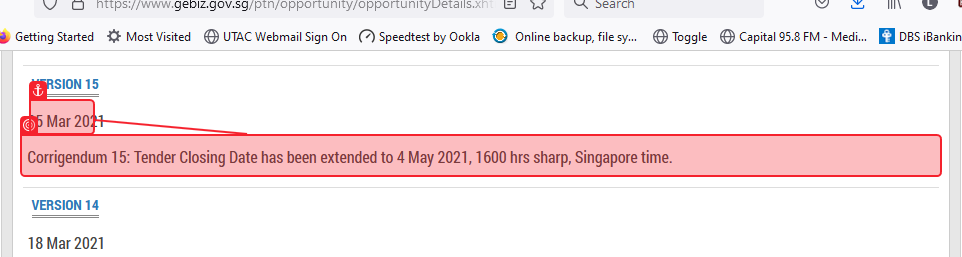 https://www.gebiz.gov.sg/ptn/opportunity/opportunityDetails.xht
Search
Getting Started Most Visited UTAC Webmail Sign On Speedtest by Ookla Online backup, file sy... Toggle Capital 95.8 FM - Medi... DBS iBankin
VERSION 15
5 Mar 2021
Corrigendum 15: Tender Closing Date has been extended to 4 May 2021, 1600 hrs sharp, Singapore time.
VERSION 14
18 Mar 2021